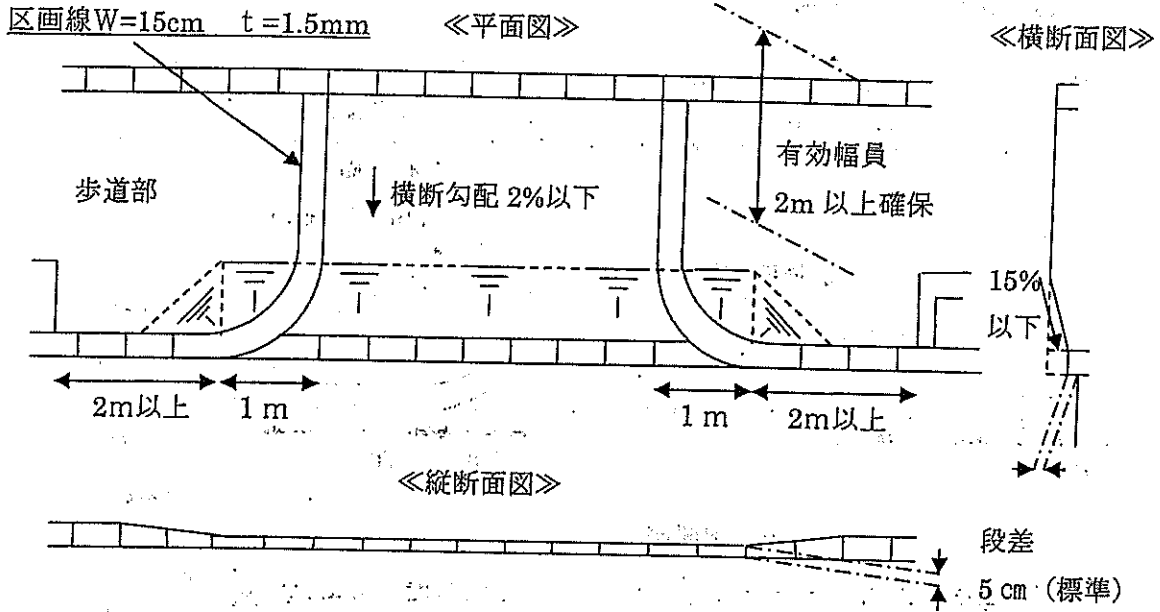 区画線W=15cm t=1.5mm
≪平面図≫
≪横断面図≫
歩道部
横断勾配 2%以下
有効幅員
2m 以上確保
15%
以下
2m以上
1 m
1 m
2m以上
≪縦断面図≫
段差
5 cm (標準)